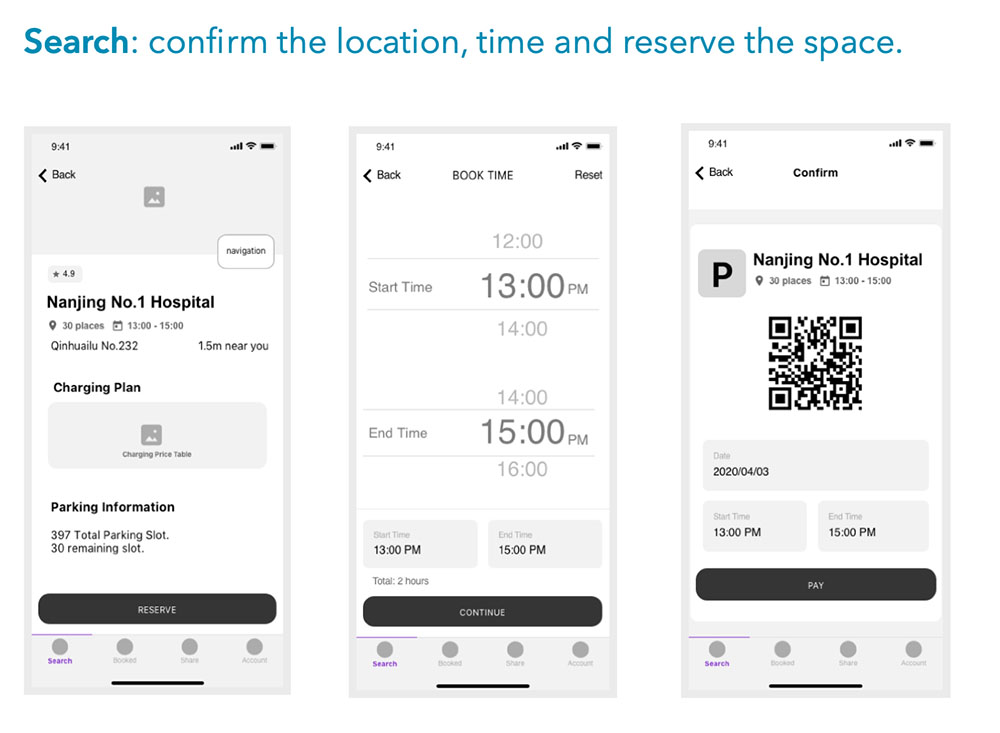 Search: confirm the location, time and reserve the space.
9:41
Back
navigation
4.9
Nanjing No.1 Hospital
30 places 13:00 - 15:00
Qinhuailu No.232 1.5m near you
Charging Plan
Charging Price Table
Parking Information
397 Total Parking Slot.
30 remaining slot.
RESERVE
Search Booked Share Account
9:41
Back BOOK TIME Reset
12:00
Start Time 13:00 PM
14:00
14:00
End Time 15:00 PM
16:00
Start Time End Time
13:00 PM 15:00 PM
Total: 2 hours
CONTINUE
Search Booked Share Account
9:41
Back Confirm
P Nanjing No.1 Hospital
30 places 13:00 - 15:00
Date
2020/04/03
Start Time End Time
13:00 PM 15:00 PM
PAY
Search Booked Share Account